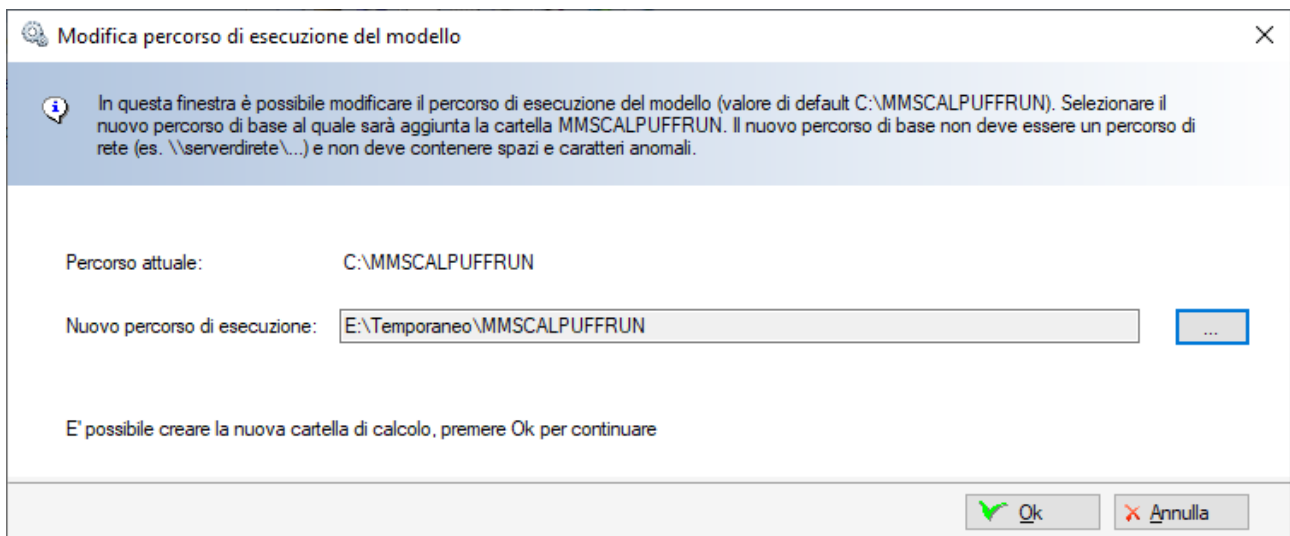 Modifica percorso di esecuzione del modello
In questa finestra è possibile modificare il percorso di esecuzione del modello (valore di default C:\MMSCALPUFFRUN). Selezionare il
nuovo percorso di base al quale sarà aggiunta la cartella MMSCALPUFFRUN. Il nuovo percorso di base non deve essere un percorso di
rete (es. \\serverdirete\...) e non deve contenere spazi e caratteri anomali.
Percorso attuale: C:\MMSCALPUFFRUN
Nuovo percorso di esecuzione: E:\Temporaneo\MMSCALPUFFRUN ...
E' possibile creare la nuova cartella di calcolo, premere Ok per continuare
Ok Annulla